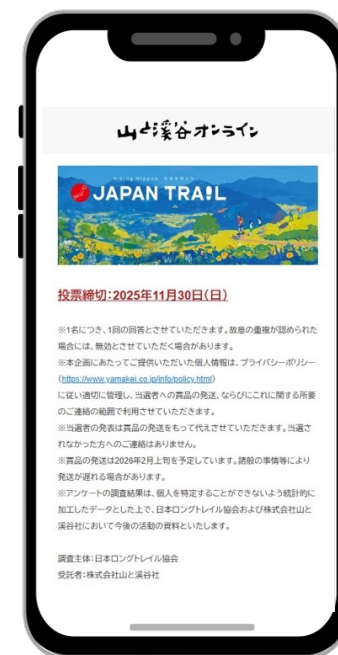 山と溪谷オンライン
Hiking Nippon 日本を歩こう
JAPAN TRAIL
投票締切：2025年11月30日（日）
※1名につき、1回の回答とさせていただきます。故意の重複が認められた
場合には、無効とさせていただく場合があります。
※本企画にあたってご提供いただいた個人情報は、プライバシーポリシー
（https://www.yamakei.co.jp/info/policy.html）
に従い適切に管理し、当選者への賞品の発送、ならびにこれに関する所要
のご連絡の範囲で利用させていただきます。
※当選者の発表は賞品の発送をもって代えさせていただきます。当選さ
れなかった方へのご連絡はありません。
※賞品の発送は2026年2月上旬を予定しています。諸般の事情等により
発送が遅れる場合があります。
※アンケートの調査結果は、個人を特定することができないよう統計的に
加工したデータとした上で、日本ロングトレイル協会および株式会社山と
溪谷社において今後の活動の資料といたします。
調査主体：日本ロングトレイル協会
受託者：株式会社山と溪谷社